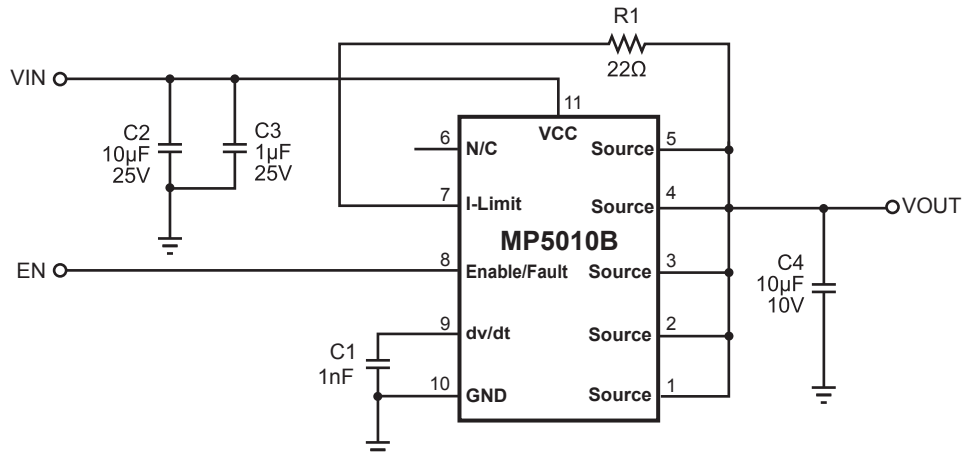 R1
22Ω
VIN
C2
10µF
25V
C3
1µF
25V
11
VCC
6
N/C
Source
5
7
I-Limit
Source
4
VOUT
MP5010B
EN
8
Enable/Fault
Source
3
C4
10µF
10V
9
dv/dt
Source
2
C1
1nF
10
GND
Source
1